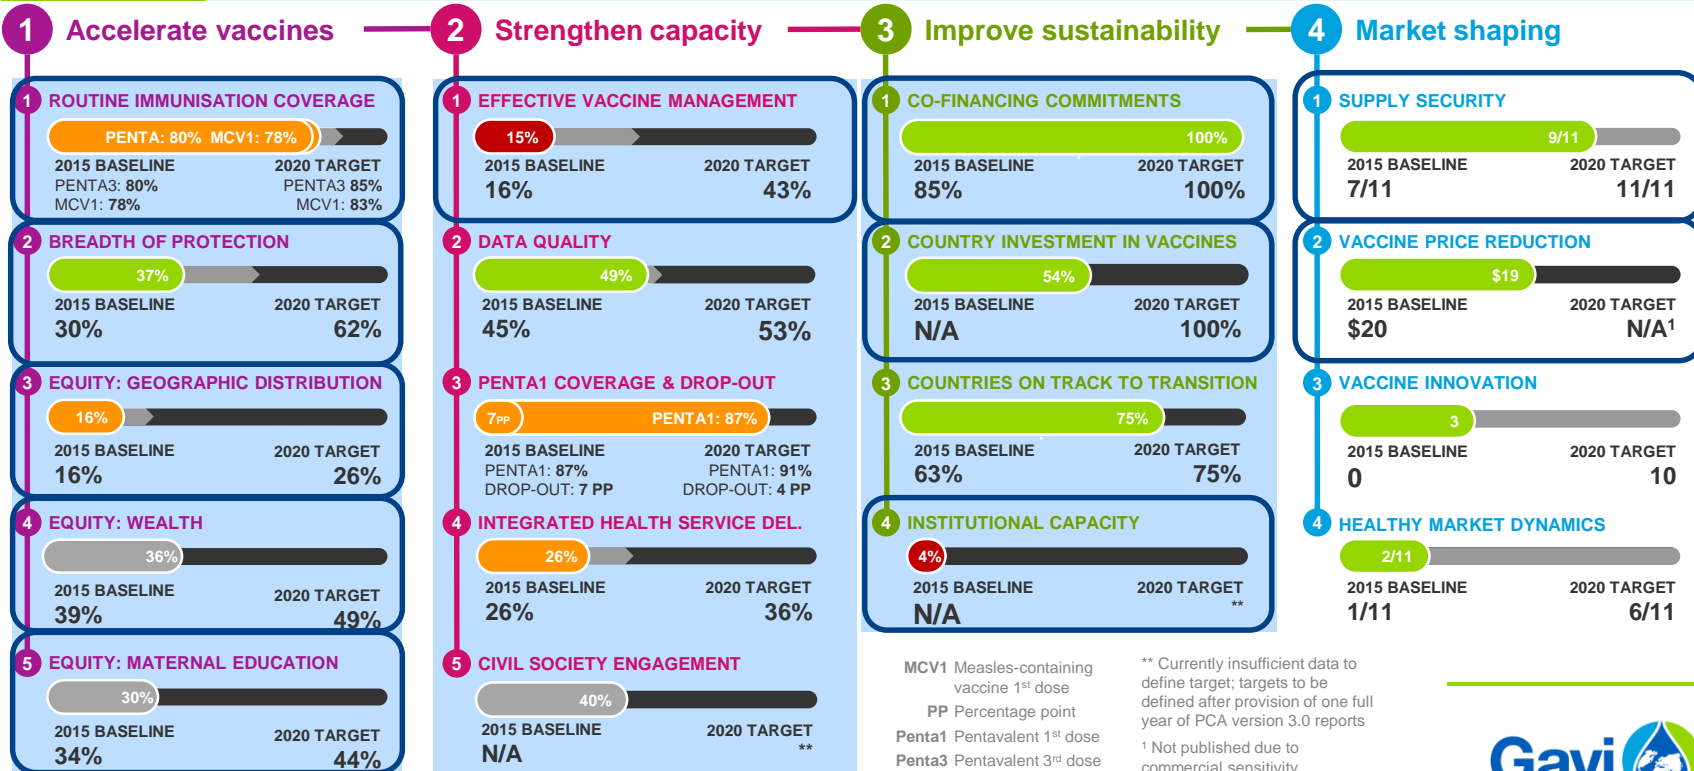 1 Accelerate vaccines
1 ROUTINE IMMUNISATION COVERAGE
PENTA: 80% MCV1: 78%
2015 BASELINE 2020 TARGET
PENTA3: 80% PENTA3 85%
MCV1: 78% MCV1: 83%
2 BREADTH OF PROTECTION
37%
2015 BASELINE 2020 TARGET
30% 62%
3 EQUITY: GEOGRAPHIC DISTRIBUTION
16%
2015 BASELINE 2020 TARGET
16% 26%
4 EQUITY: WEALTH
36%
2015 BASELINE 2020 TARGET
39% 49%
5 EQUITY: MATERNAL EDUCATION
30%
2015 BASELINE 2020 TARGET
34% 44%
2 Strengthen capacity
1 EFFECTIVE VACCINE MANAGEMENT
15%
2015 BASELINE 2020 TARGET
16% 43%
2 DATA QUALITY
49%
2015 BASELINE 2020 TARGET
45% 53%
3 PENTA1 COVERAGE & DROP-OUT
7PP PENTA1: 87%
2015 BASELINE 2020 TARGET
PENTA1: 87% PENTA1: 91%
DROP-OUT: 7 PP DROP-OUT: 4 PP
4 INTEGRATED HEALTH SERVICE DEL.
26%
2015 BASELINE 2020 TARGET
26% 36%
5 CIVIL SOCIETY ENGAGEMENT
40%
2015 BASELINE 2020 TARGET
N/A **
3 Improve sustainability
1 CO-FINANCING COMMITMENTS
100%
2015 BASELINE 2020 TARGET
85% 100%
2 COUNTRY INVESTMENT IN VACCINES
54%
2015 BASELINE 2020 TARGET
N/A 100%
3 COUNTRIES ON TRACK TO TRANSITION
75%
2015 BASELINE 2020 TARGET
63% 75%
4 INSTITUTIONAL CAPACITY
4%
2015 BASELINE 2020 TARGET
N/A **
4 Market shaping
1 SUPPLY SECURITY
9/11
2015 BASELINE 2020 TARGET
7/11 11/11
2 VACCINE PRICE REDUCTION
$19
2015 BASELINE 2020 TARGET
$20 N/A¹
3 VACCINE INNOVATION
3
2015 BASELINE 2020 TARGET
0 10
4 HEALTHY MARKET DYNAMICS
2/11
2015 BASELINE 2020 TARGET
1/11 6/11
MCV1 Measles-containing
vaccine 1st dose
PP Percentage point
Penta1 Pentavalent 1st dose
Penta3 Pentavalent 3rd dose
** Currently insufficient data to
define target; targets to be
defined after provision of one full
year of PCA version 3.0 reports
¹ Not published due to
commercial sensitivity
Gavi